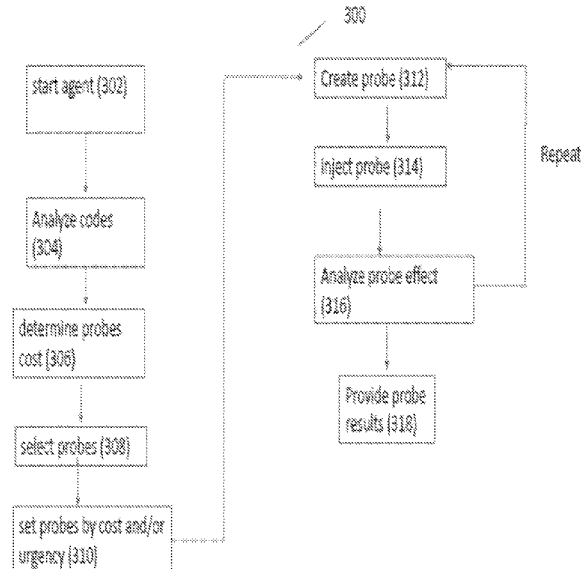 300
start agent (302)
Analyze codes
(304)
determine probes
cost (306)
select probes (308)
set probes by cost and/or
urgency (310)
Create probe (312)
Inject probe (314)
Analyze probe effect
(316)
Provide probe
results (318)
Repeat